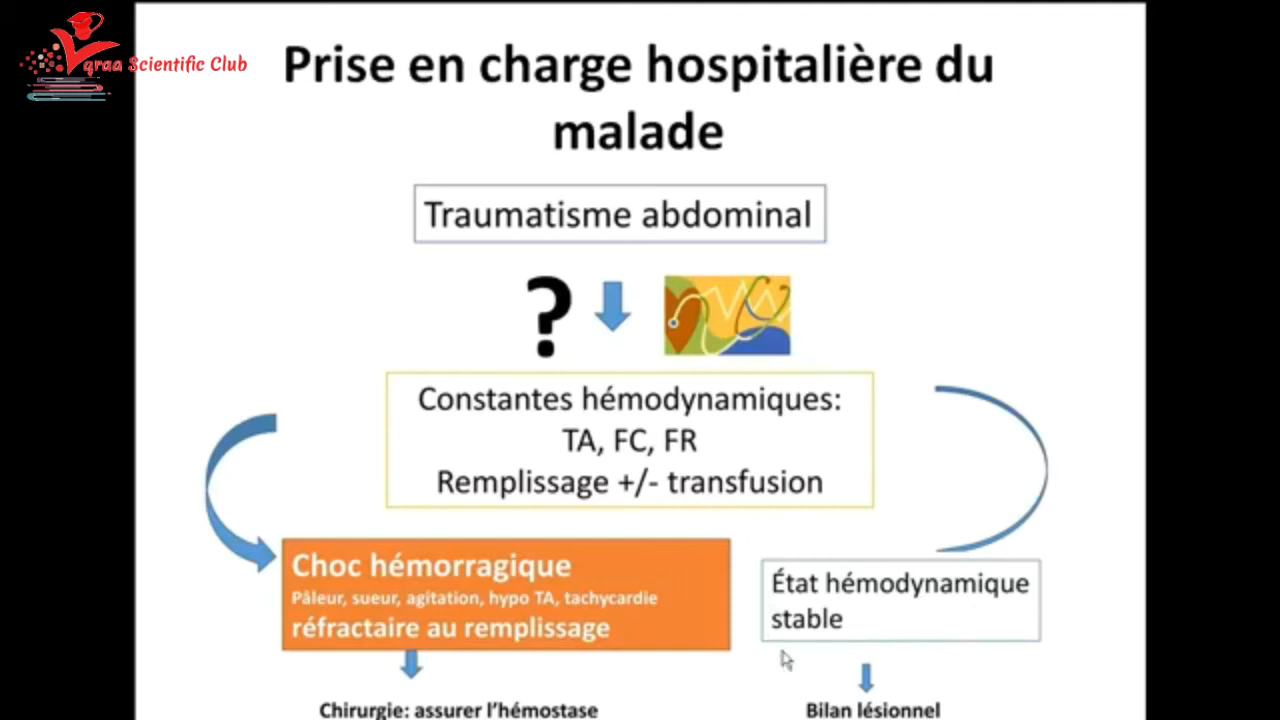 qraa Scientific Club
Prise en charge hospitalière du
malade
Traumatisme abdominal
?
Constantes hémodynamiques:
TA, FC, FR
Remplissage +/- transfusion
Choc hémorragique
Pâleur, sueur, agitation, hypo TA, tachycardie
réfractaire au remplissage
État hémodynamique
stable
Chirurgie: assurer l'hémostase
Bilan lésionnel